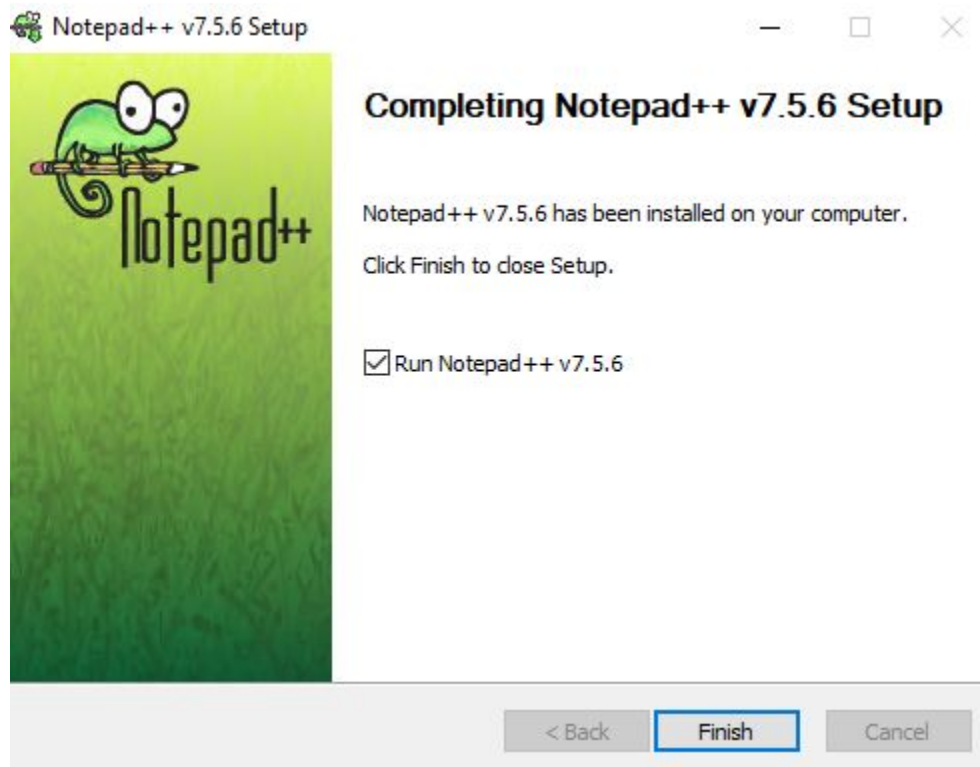 Notepad++ v7.5.6 Setup
Notepad++
Completing Notepad++ v7.5.6 Setup
Notepad++ v7.5.6 has been installed on your computer.
Click Finish to close Setup.
Run Notepad++ v7.5.6
< Back
Finish
Cancel